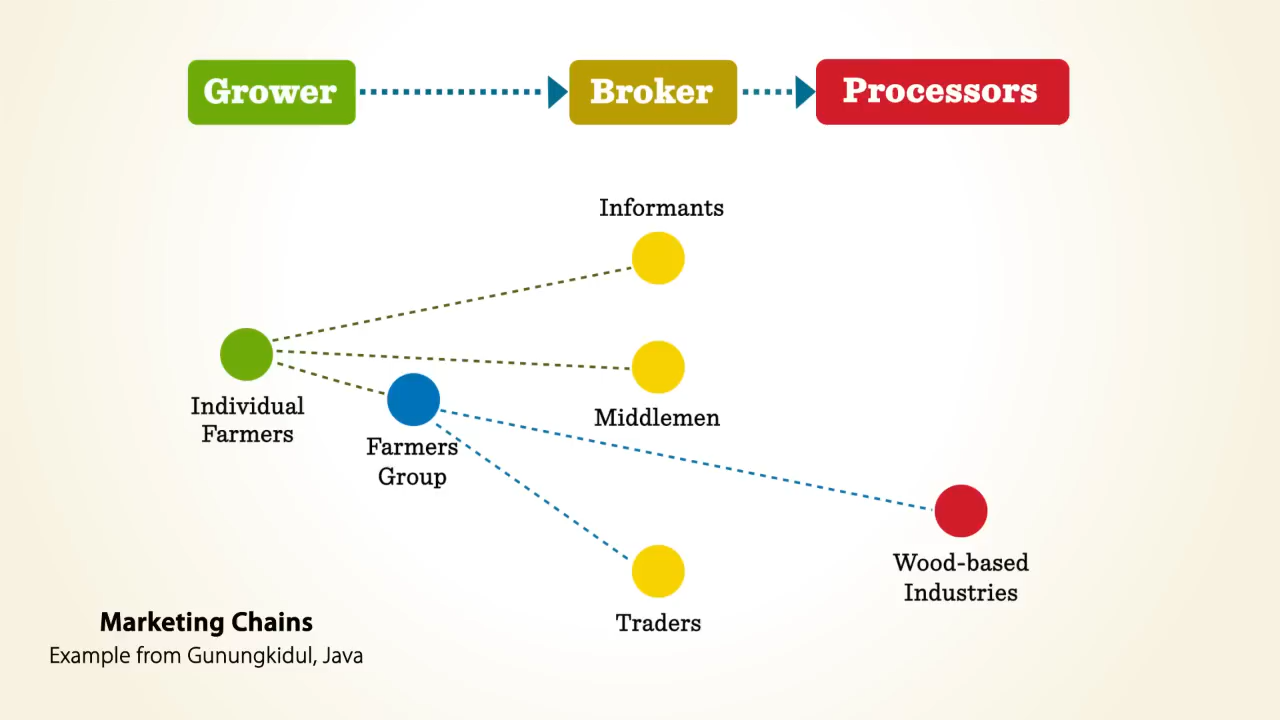 Grower
Broker
Processors
Informants
Individual
Farmers
Farmers
Group
Middlemen
Wood-based
Industries
Traders
Marketing Chains
Example from Gunungkidul, Java